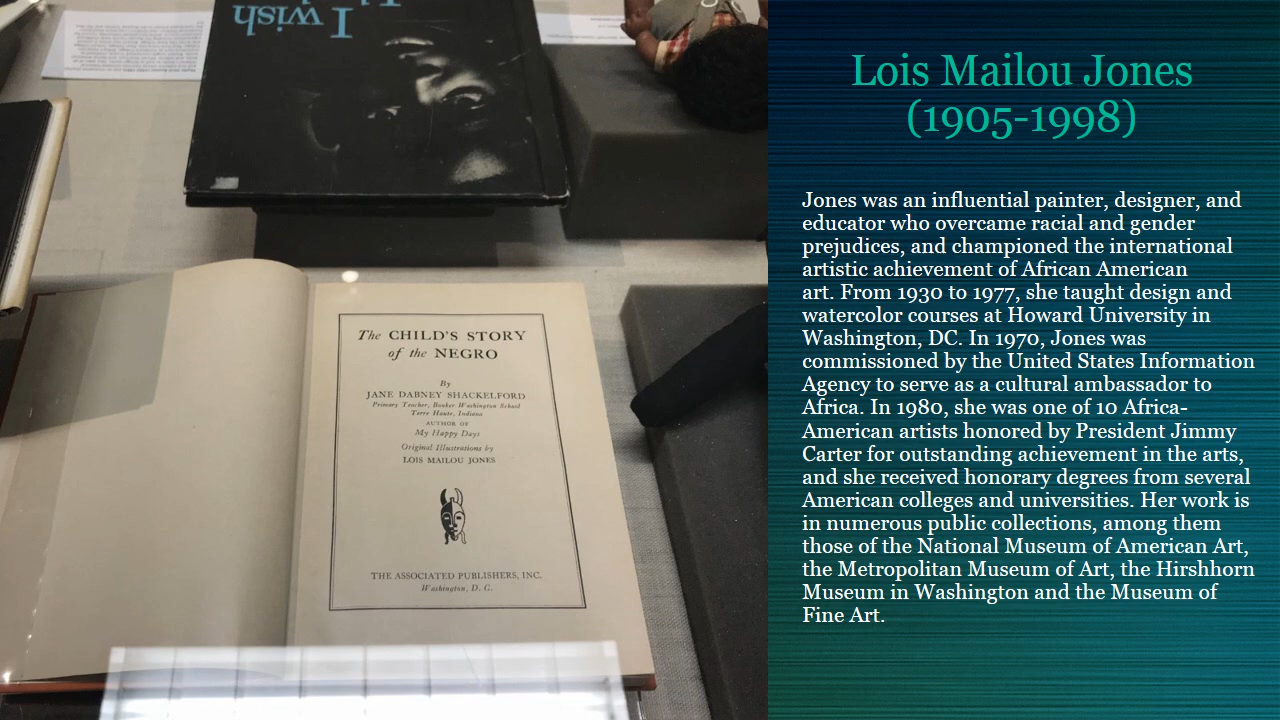 I wish
The CHILD'S STORY
of the NEGRO
By
JANE DABNEY SHACKELFORD
Primary Teacher, Booker Washington School
Terre Haute, Indiana
AUTHOR OF
My Happy Days
Original Illustrations by
LOIS MAILOU JONES
THE ASSOCIATED PUBLISHERS, INC.
Washington, D. C.
Lois Mailou Jones
(1905-1998)
Jones was an influential painter, designer, and
educator who overcame racial and gender
prejudices, and championed the international
artistic achievement of African American
art. From 1930 to 1977, she taught design and
watercolor courses at Howard University in
Washington, DC. In 1970, Jones was
commissioned by the United States Information
Agency to serve as a cultural ambassador to
Africa. In 1980, she was one of 10 Africa-
American artists honored by President Jimmy
Carter for outstanding achievement in the arts,
and she received honorary degrees from several
American colleges and universities. Her work is
in numerous public collections, among them
those of the National Museum of American Art,
the Metropolitan Museum of Art, the Hirshhorn
Museum in Washington and the Museum of
Fine Art.